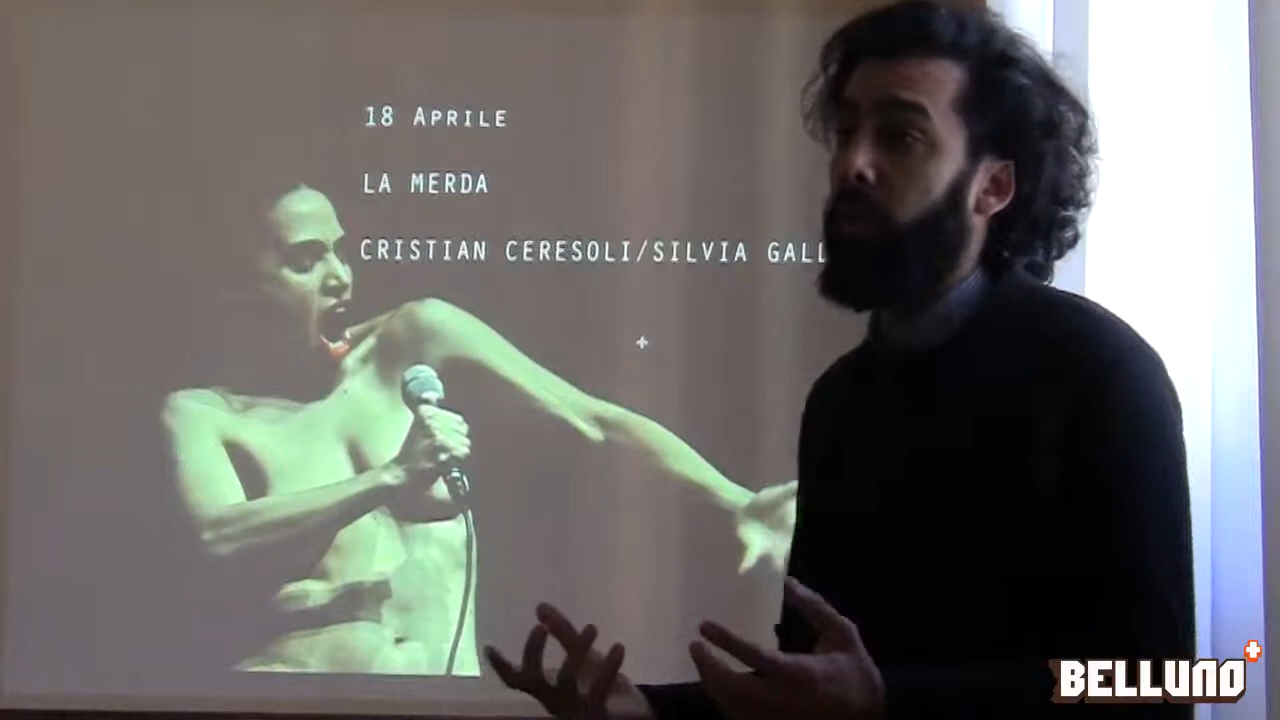 18 APRILE
LA MERDA
CRISTIAN CERESOLI/SILVIA GALL
+
BELLUNO+